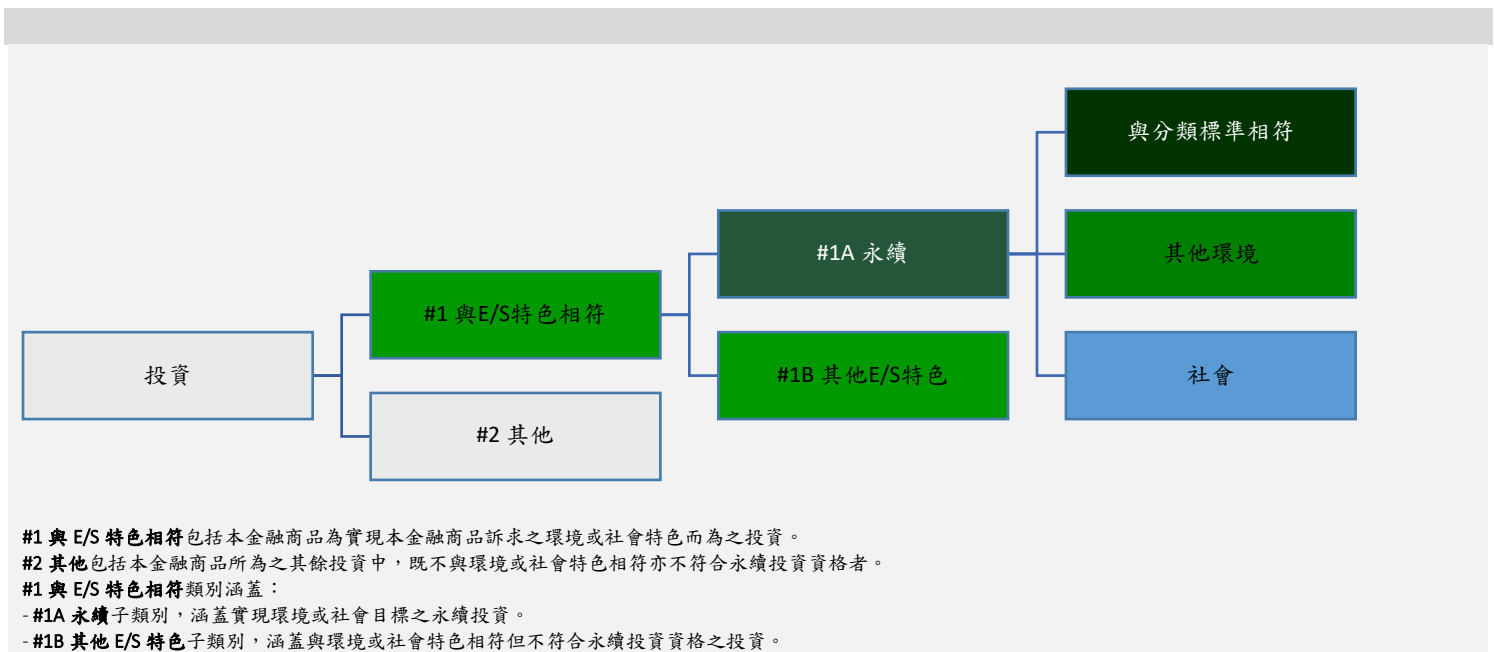 與分類標準相符
#1A 永續
其他環境
#1 與E/S特色相符
投資
#1B 其他E/S特色
社會
#2 其他
#1 與 E/S 特色相符包括本金融商品為實現本金融商品訴求之環境或社會特色而為之投資。
#2 其他包括本金融商品所為之其餘投資中，既不與環境或社會特色相符亦不符合永續投資資格者。
#1 與 E/S 特色相符類別涵蓋：
- #1A 永續子類別，涵蓋實現環境或社會目標之永續投資。
- #1B 其他 E/S 特色子類別，涵蓋與環境或社會特色相符但不符合永續投資資格之投資。